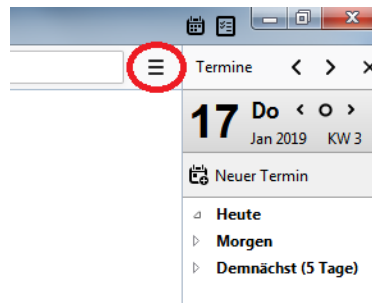 Termine
17 Do
Jan 2019 KW 3
Neuer Termin
Heute
Morgen
Demnächst (5 Tage)